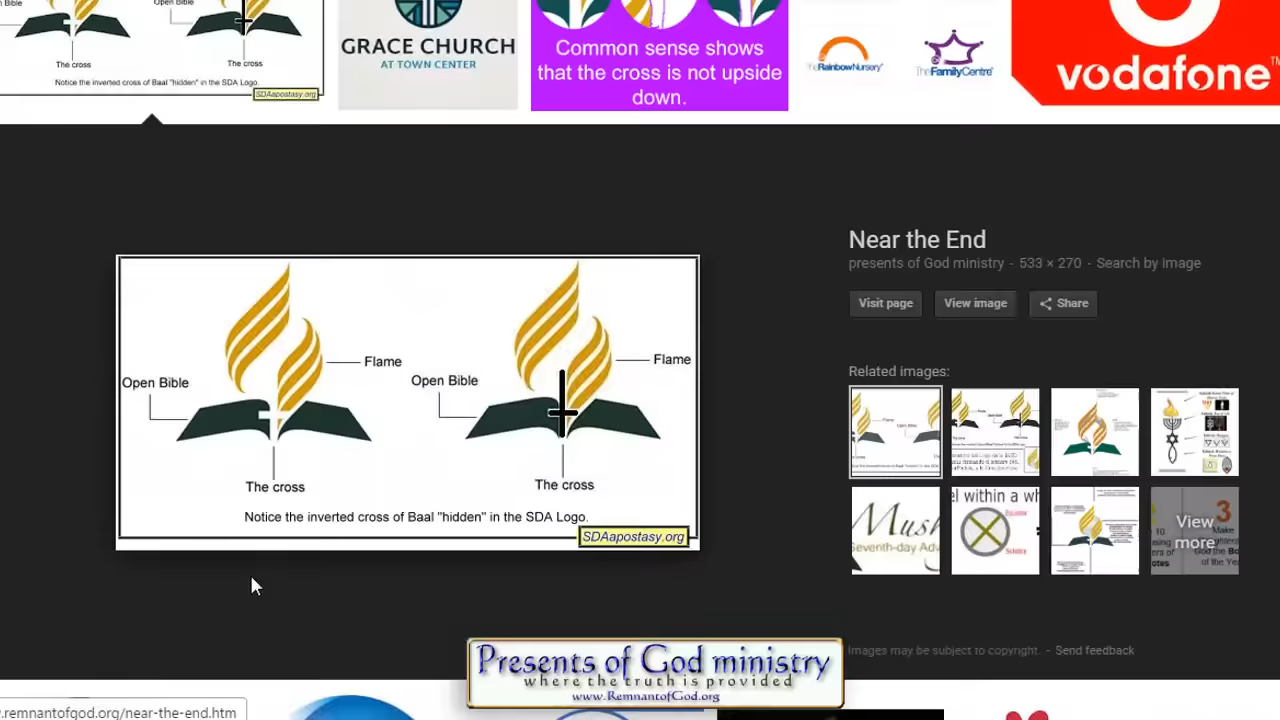 Open Bible
The cross
The cross
Notice the inverted cross of Baal "hidden" in the SDA Logo.
SDAapostasy.org
GRACE CHURCH
AT TOWN CENTER
Common sense shows
that the cross is not upside
down.
TheRainbowNursery
TheFamilyCentre
vodafone
TM
Near the End
presents of God ministry - 533 × 270 - Search by image
Visit page
View image
Share
Related images:
Open Bible
Flame
The cross
Open Bible
Flame
The cross
Notice the inverted cross of Baal "hidden" in the SDA Logo.
SDAapostasy.org
View
more
Images may be subject to copyright. - Send feedback
Presents of God ministry
where the truth is provided
www.RemnantofGod.org
.remnantofgod.org/near-the-end.htm